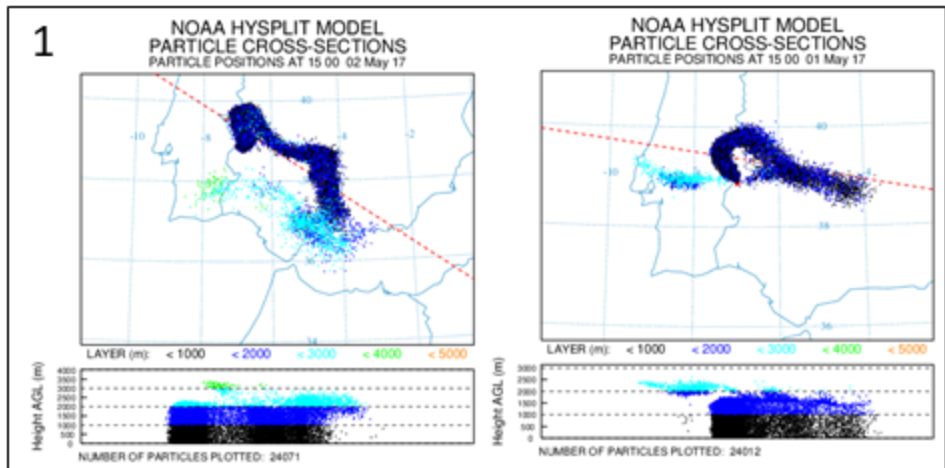 1
NOAA HYSPLIT MODEL
PARTICLE CROSS-SECTIONS
PARTICLE POSITIONS AT 15 00 02 May 17
40
-10
-8
-4
-2
36
34
LAYER (m): < 1000 < 2000 < 3000 < 4000 < 5000
Height AGL (m)
4000
3500
3000
2500
2000
1500
1000
500
0
NUMBER OF PARTICLES PLOTTED: 24071
NOAA HYSPLIT MODEL
PARTICLE CROSS-SECTIONS
PARTICLE POSITIONS AT 15 00 01 May 17
40
-10
38
36
LAYER (m): < 1000 < 2000 < 3000 < 4000 < 5000
Height AGL (m)
3000
2500
2000
1500
1000
500
0
NUMBER OF PARTICLES PLOTTED: 24012